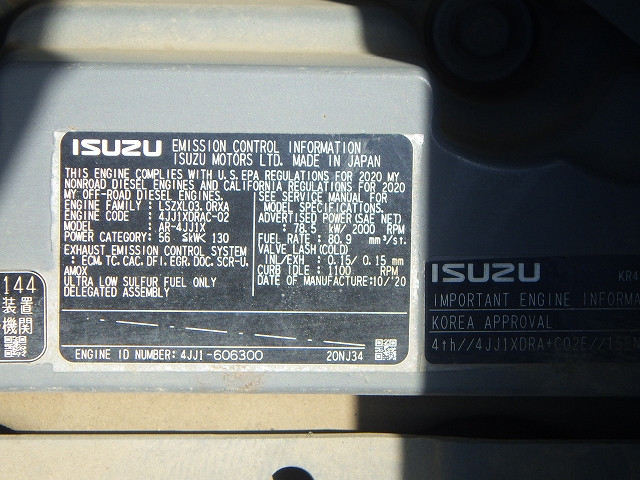 ISUZU EMISSION CONTROL INFORMATION
ISUZU MOTORS LTD. MADE IN JAPAN
THIS ENGINE COMPLIES WITH U.S.EPA REGULATIONS FOR 2020 MY
NONROAD DIESEL ENGINES AND CALIFORNIA REGULATIONS FOR 2020
MY OFF-ROAD DIESEL ENGINES.
ENGINE FAMILY : LSZXL03.0RXA
ENGINE CODE : 4JJ1XDRAC-02
MODEL : AR-4JJ1X
POWER CATEGORY: 56 ≤kW< 130
EXHAUST EMISSION CONTROL SYSTEM
: ECM.TC.CAC.DFI.EGR.DOC.SCR-U.
AMOX
ULTRA LOW SULFUR FUEL ONLY
DELEGATED ASSEMBLY
SEE SERVICE MANUAL FOR
MODEL SPECIFICATIONS.
ADVERTISED POWER(SAE NET)
: 78.5 kW/ 2000 RPM
FUEL RATE : 80.9 mm³/st.
VALVE LASH(COLD)
INL/EXH : 0.15/ 0.15 mm
CURB IDLE : 1100 RPM
DATE OF MANUFACTURE:10/'20
ENGINE ID NUMBER: 4JJ1-606300 20NJ34
144
装置
機関
ISUZU KR4
IMPORTANT ENGINE INFORMA
KOREA APPROVAL